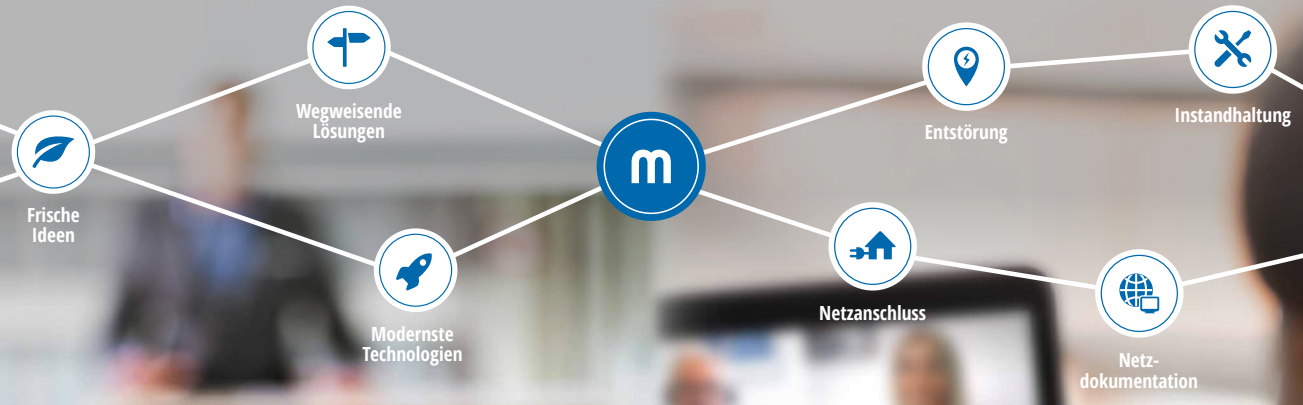 Wegweisende
Lösungen
Frische
Ideen
Modernste
Technologien
m
Entstörung
Instandhaltung
Netzanschluss
Netz-
dokumentation